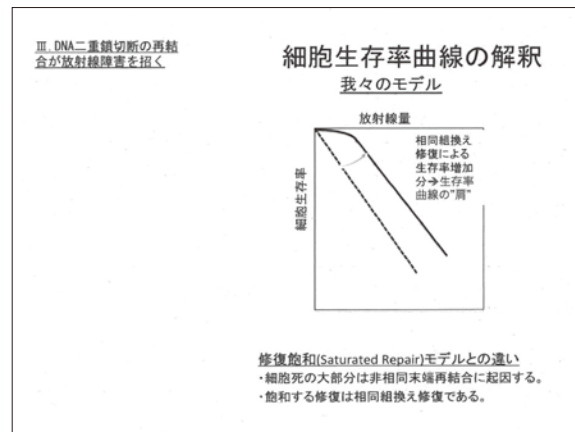 Ⅲ. DNA二重鎖切断の再結
合が放射線障害を招く
細胞生存率曲線の解釈
我々のモデル
放射線量
細胞生存率
相同組換え
修復による
生存率増加
分→生存率
曲線の"肩"
修復飽和(Saturated Repair)モデルとの違い
・細胞死の大部分は非相同末端再結合に起因する。
・飽和する修復は相同組換え修復である。